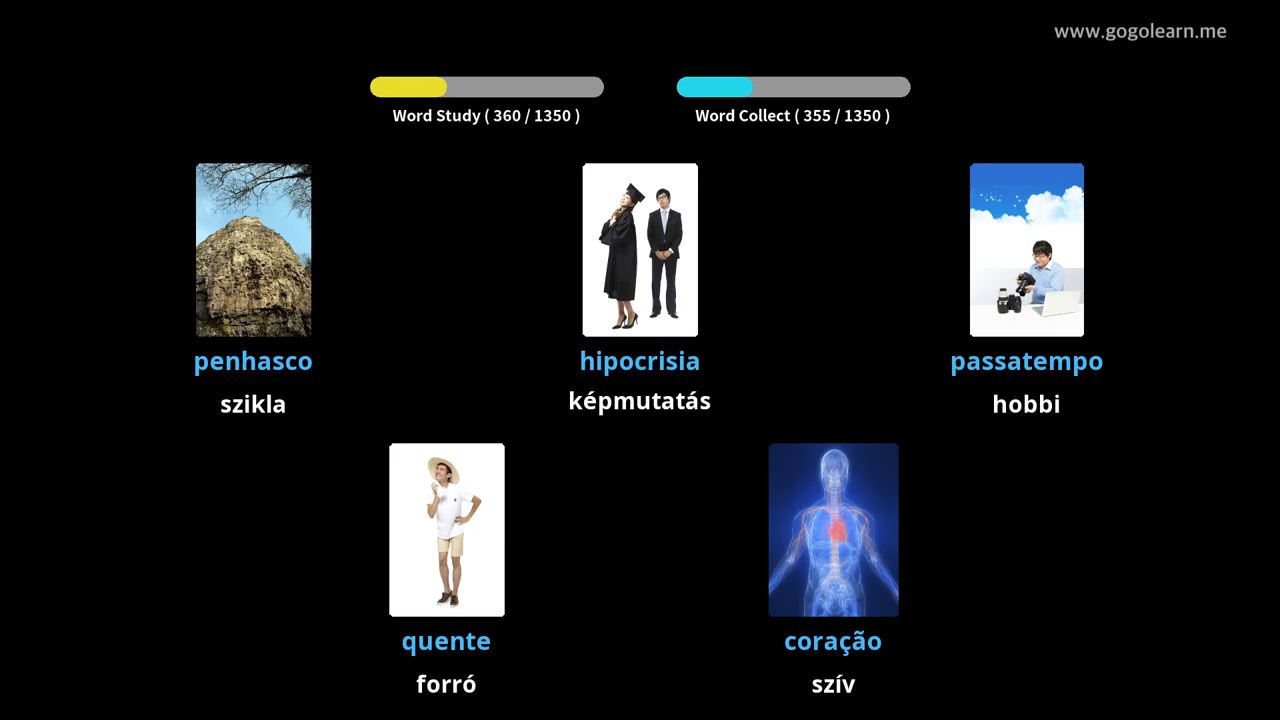 www.gogolearn.me
Word Study ( 360 / 1350 )
Word Collect ( 355 / 1350 )
penhasco
szikla
hipocrisia
képmutatás
passatempo
hobbi
quente
forró
coração
szív